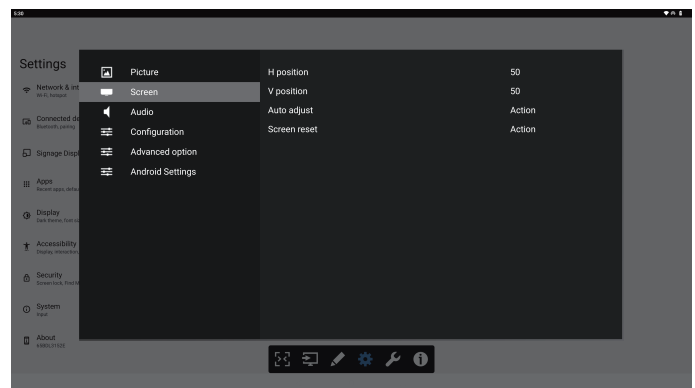 5:30
Settings
Network & int
Wi-Fi, hotspot
Connected de
Bluetooth, pairing
Signage Displ
Apps
Recent apps, defau
Display
Dark theme, font si
Accessibility
Display, interaction,
Security
Screen lock, Find M
System
Input
About
Picture
Screen
Audio
Configuration
Advanced option
Android Settings
H position 50
V position 50
Auto adjust Action
Screen reset Action